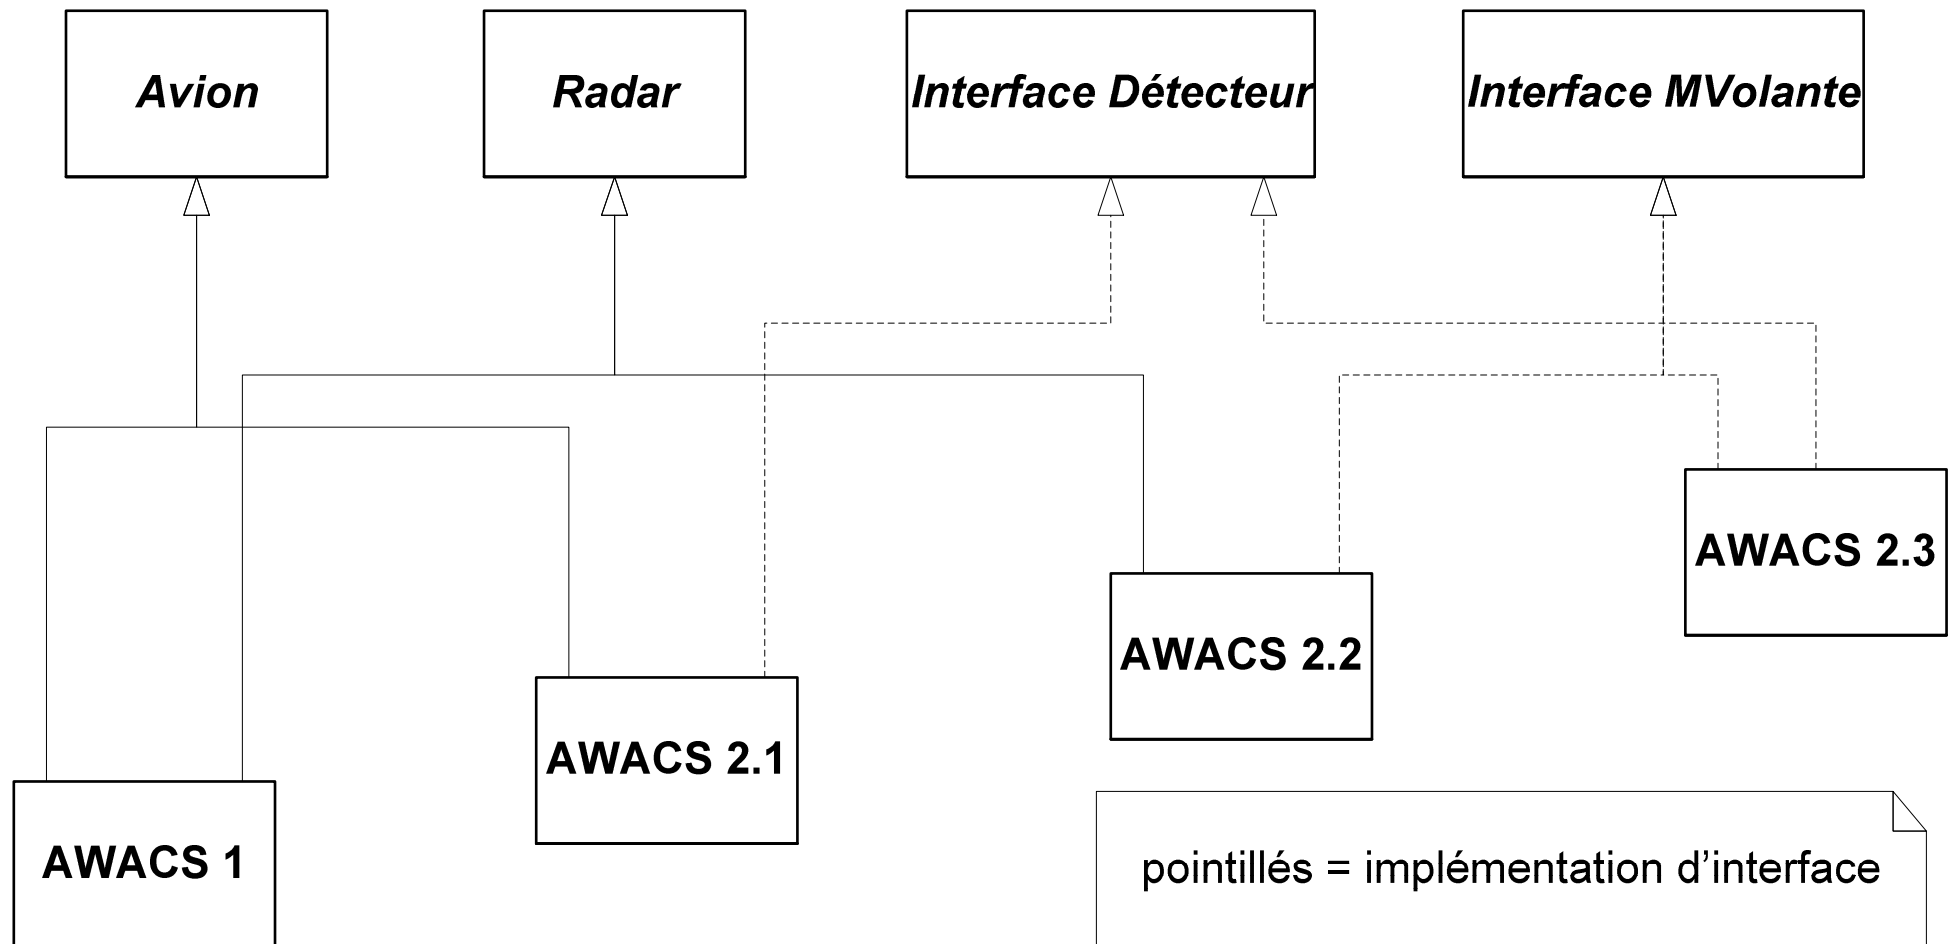 Avion
Radar
Interface Détecteur
Interface MVolante
AWACS 2.3
AWACS 2.2
AWACS 2.1
AWACS 1
pointillés = implémentation d’interface